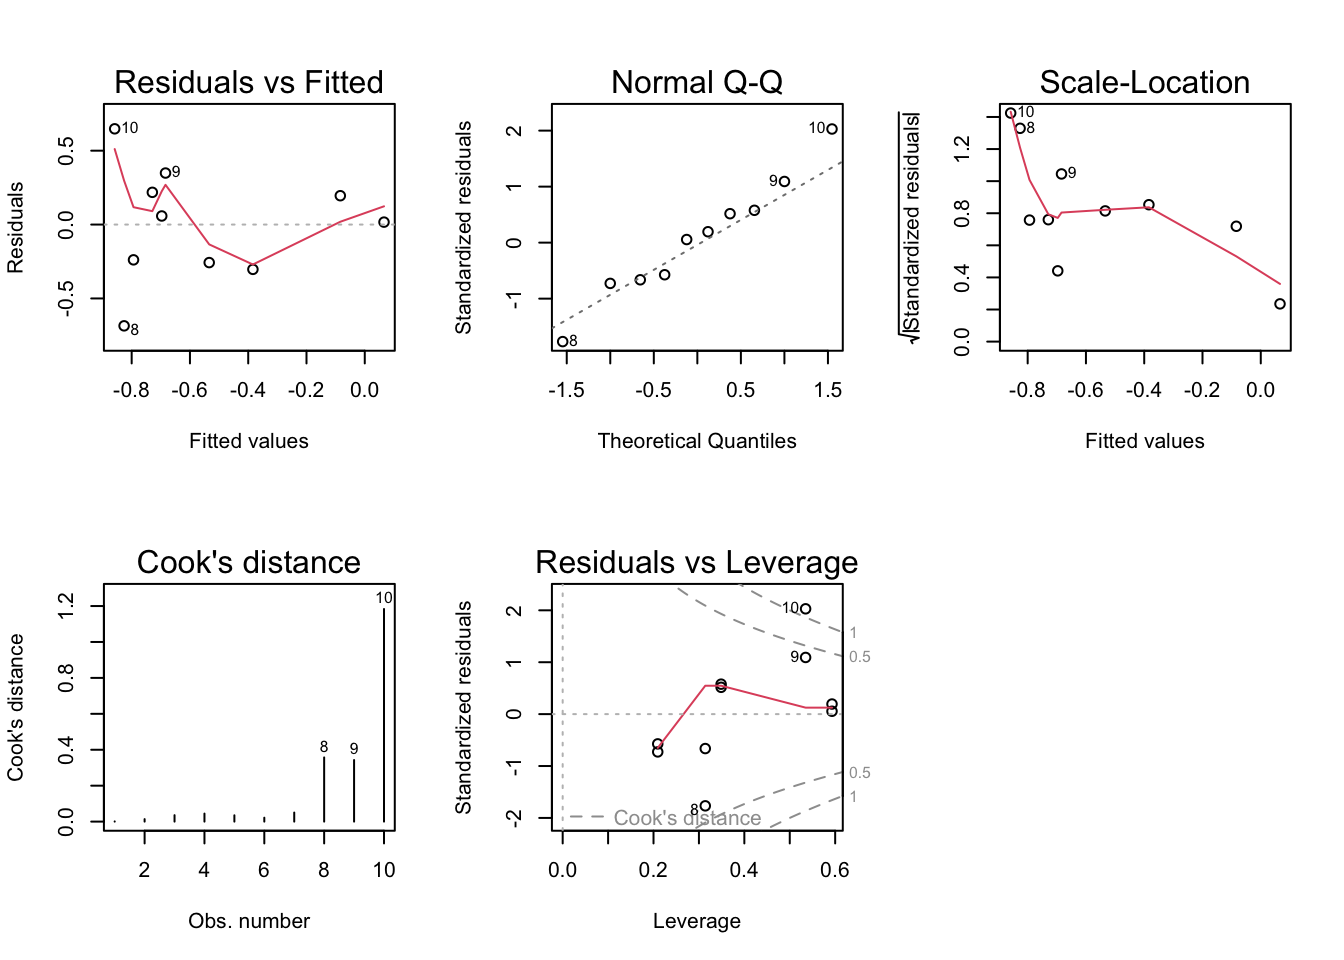 Residuals vs Fitted
Residuals
0.5
0.0
-0.5
10
9
8
-0.8 -0.6 -0.4 -0.2 0.0
Fitted values
Normal Q-Q
Standardized residuals
2
1
0
-1
10
9
8
-1.5 -0.5 0.5 1.5
Theoretical Quantiles
Scale-Location
√|Standardized residuals|
1.2
0.8
0.4
0.0
10
8
9
-0.8 -0.6 -0.4 -0.2 0.0
Fitted values
Cook's distance
Cook's distance
1.2
0.8
0.4
0.0
10
8
9
2 4 6 8 10
Obs. number
Residuals vs Leverage
Standardized residuals
2
1
0
-1
-2
10
9
8
1
0.5
0.5
1
Cook's distance
0.0 0.2 0.4 0.6
Leverage